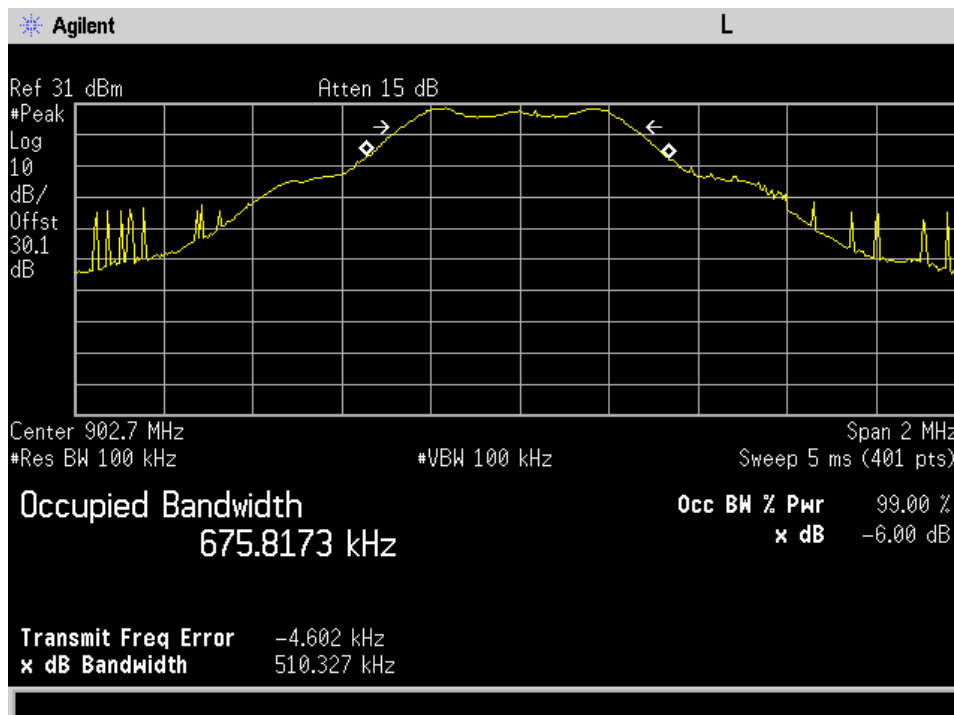 Agilent L
Ref 31 dBm Atten 15 dB
#Peak
Log
10
dB/
Offst
30.1
dB
Center 902.7 MHz Span 2 MHz
#Res BW 100 kHz #VBW 100 kHz Sweep 5 ms (401 pts)
Occupied Bandwidth Occ BW % Pwr 99.00 %
675.8173 kHz x dB -6.00 dB
Transmit Freq Error -4.602 kHz
x dB Bandwidth 510.327 kHz